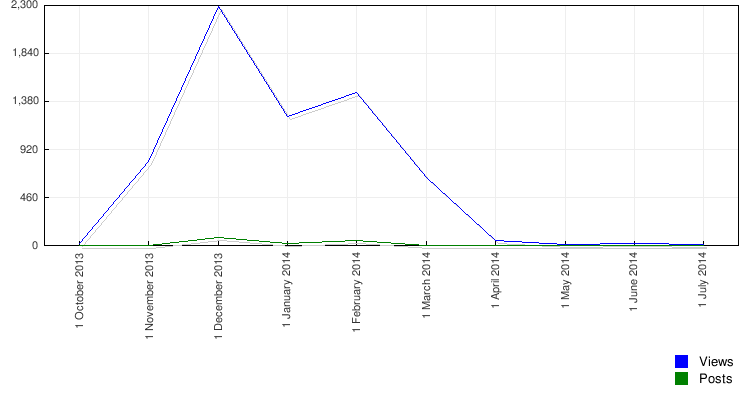 2,300
1,840
1,380
920
460
0
1 October 2013
1 November 2013
1 December 2013
1 January 2014
1 February 2014
1 March 2014
1 April 2014
1 May 2014
1 June 2014
1 July 2014
Views
Posts